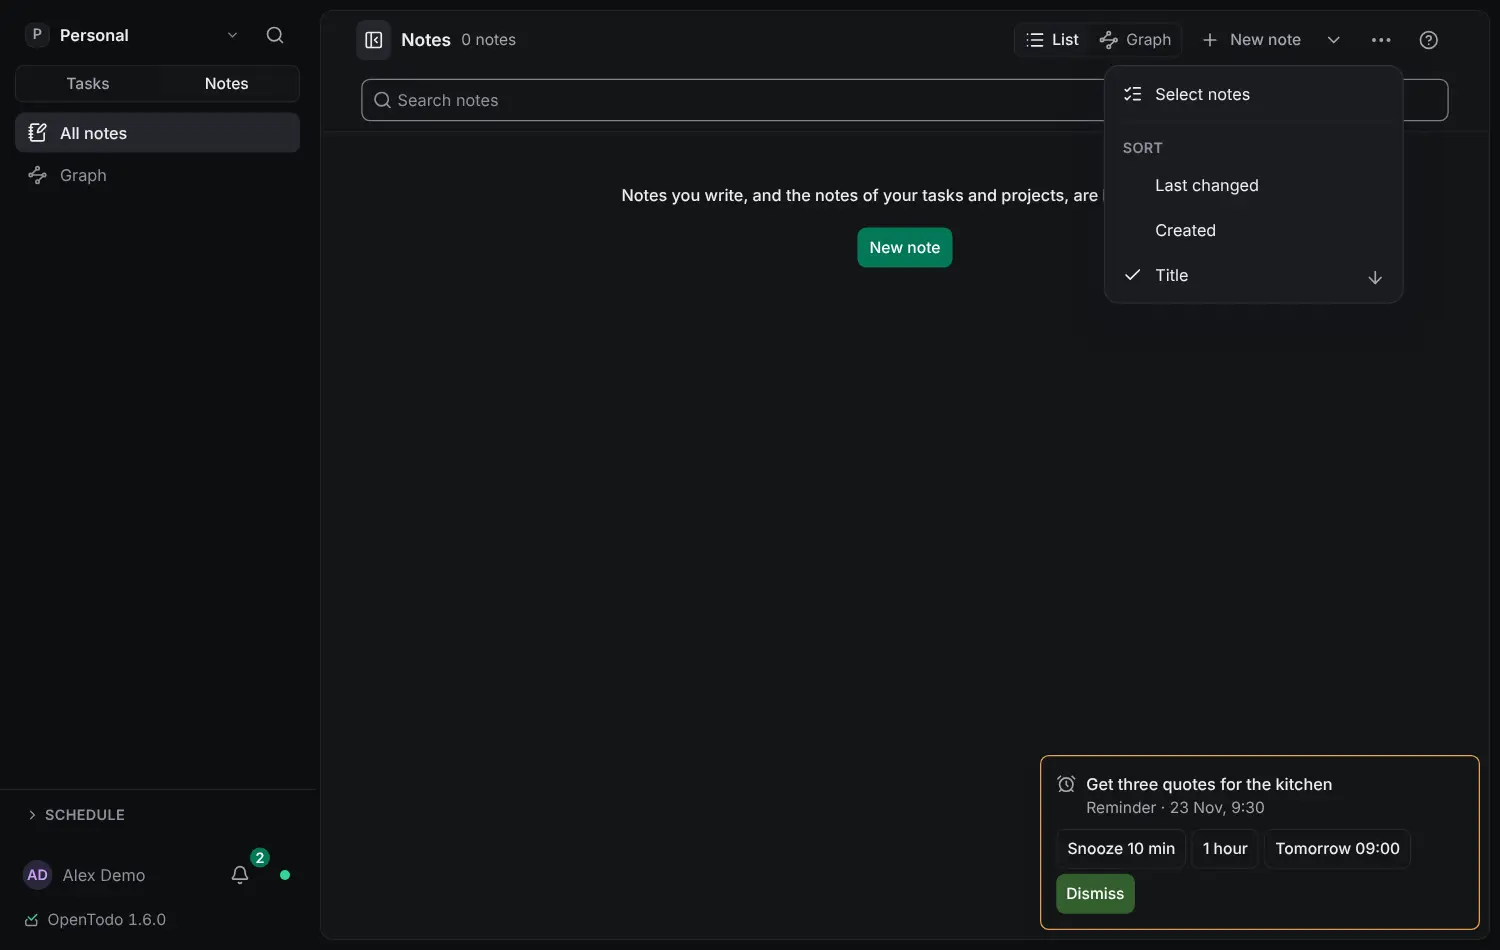 P Personal
Tasks Notes
All notes
Graph
SCHEDULE
AD Alex Demo 2
OpenTodo 1.6.0
Notes 0 notes
List Graph New note
Search notes
Notes you write, and the notes of your tasks and projects, are
New note
Select notes
SORT
Last changed
Created
Title
Get three quotes for the kitchen
Reminder · 23 Nov, 9:30
Snooze 10 min 1 hour Tomorrow 09:00
Dismiss